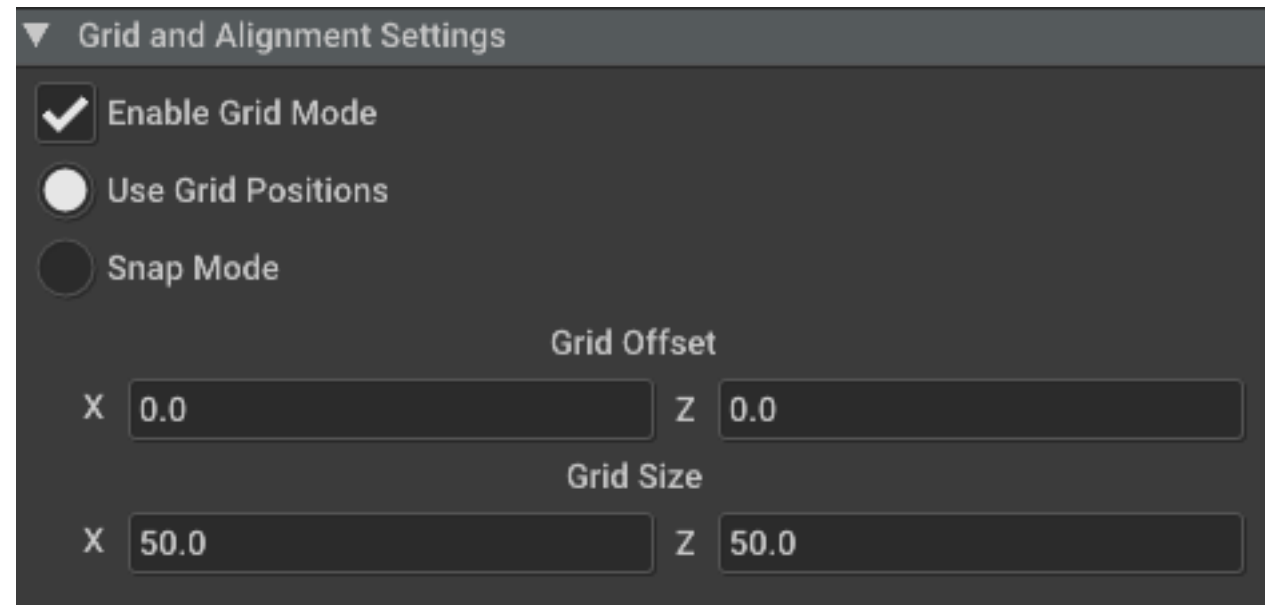 Grid and Alignment Settings
Enable Grid Mode
Use Grid Positions
Snap Mode
Grid Offset
X 0.0 Z 0.0
Grid Size
X 50.0 Z 50.0